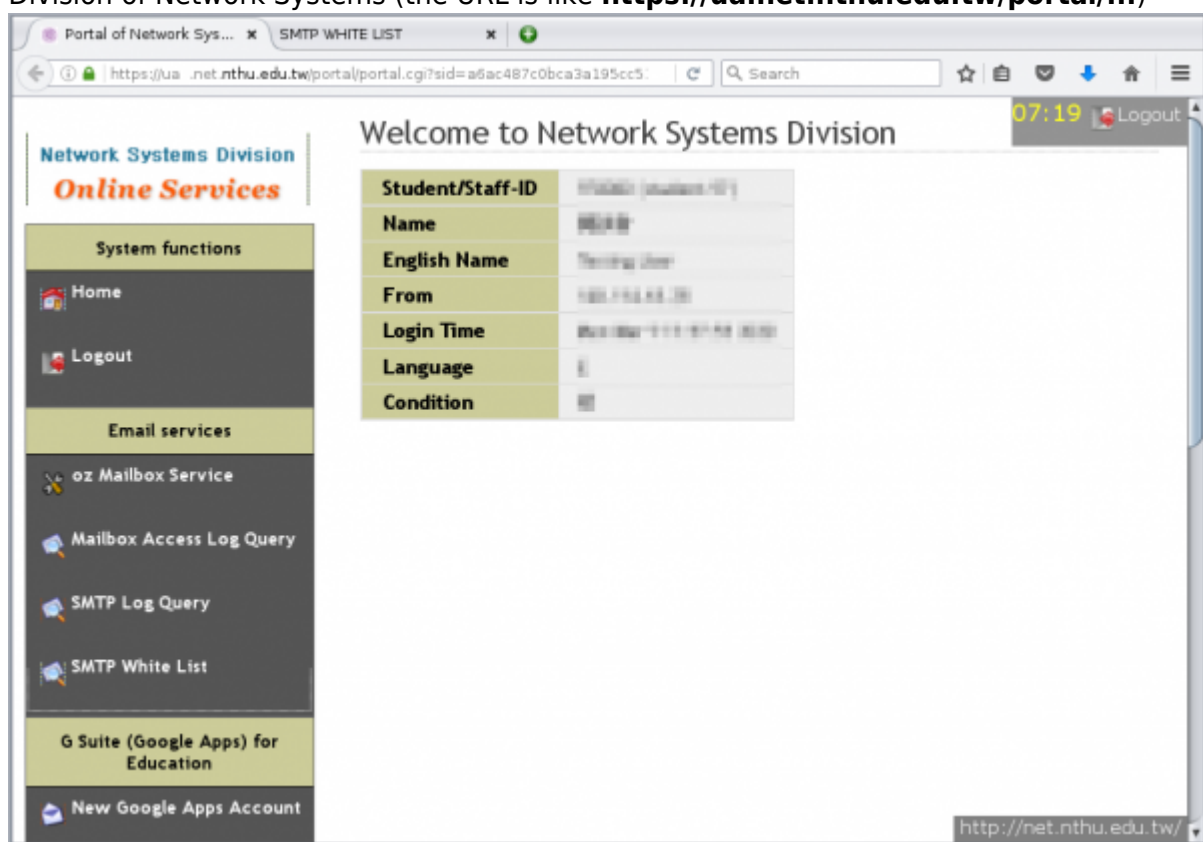 Division of Network Systems (the URL is like https://uamet.nthu.edu.tw/portal/...)
Portal of Network Sys...
SMTP WHITE LIST
https://ua .net.nthu.edu.tw/portal/portal.cgi?sid=a6ac487c0bca3a195cc5
Search
07:19 Logout
Network Systems Division
Online Services
Welcome to Network Systems Division
Student/Staff-ID
Name
English Name
From
Login Time
Language
Condition
System functions
Home
Logout
Email services
oz Mailbox Service
Mailbox Access Log Query
SMTP Log Query
SMTP White List
G Suite (Google Apps) for
Education
New Google Apps Account
http://net.nthu.edu.tw/